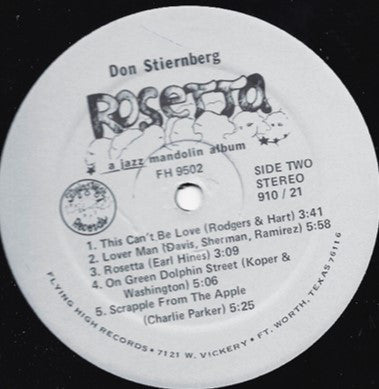 Don Stiernberg
ROSETTA
a jazz mandolin album
FH 9502
SIDE TWO
STEREO
910 / 21
1. This Can't Be Love (Rodgers & Hart) 3:41
2. Lover Man (Davis, Sherman, Ramirez) 5:58
3. Rosetta (Earl Hines) 3:09
4. On Green Dolphin Street (Koper &
Washington) 5:06
5. Scrapple From The Apple
(Charlie Parker) 5:25
FLYING HIGH RECORDS • 7121 W. VICKERY • FT. WORTH, TEXAS 76116